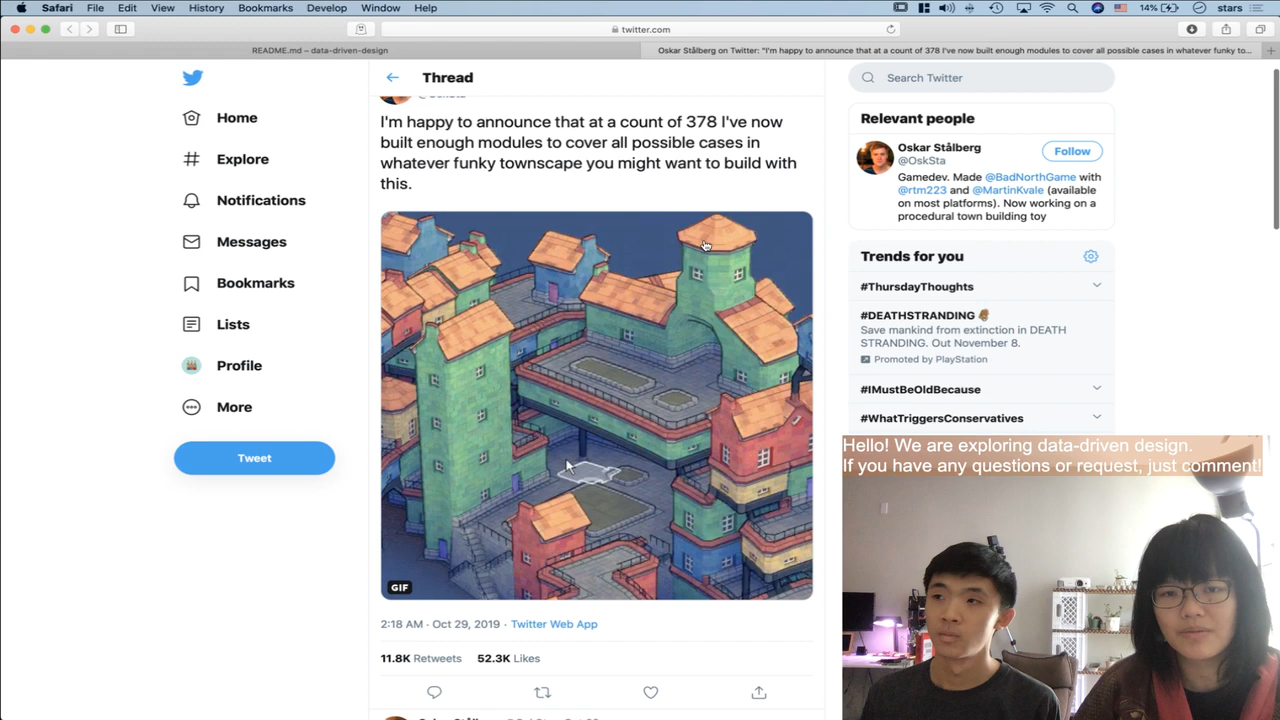 Safari File Edit View History Bookmarks Develop Window Help 14% stars
twitter.com
README.md – data-driven-design
Oskar Stålberg on Twitter: "I'm happy to announce that at a count of 378 I've now built enough modules to cover all possible cases in whatever funky to...
Home
Explore
Notifications
Messages
Bookmarks
Lists
Profile
More
Tweet
Thread
I'm happy to announce that at a count of 378 I've now
built enough modules to cover all possible cases in
whatever funky townscape you might want to build with
this.
GIF
2:18 AM · Oct 29, 2019 · Twitter Web App
11.8K Retweets 52.3K Likes
Search Twitter
Relevant people
Oskar Stålberg
@OskSta
Follow
Gamedev. Made @BadNorthGame with
@rtm223 and @MartinKvale (available
on most platforms). Now working on a
procedural town building toy
Trends for you
#ThursdayThoughts
#DEATHSTRANDING
Save mankind from extinction in DEATH
STRANDING. Out November 8.
Promoted by PlayStation
#IMustBeOldBecause
#WhatTriggersConservatives
Hello! We are exploring data-driven design.
If you have any questions or request, just comment!